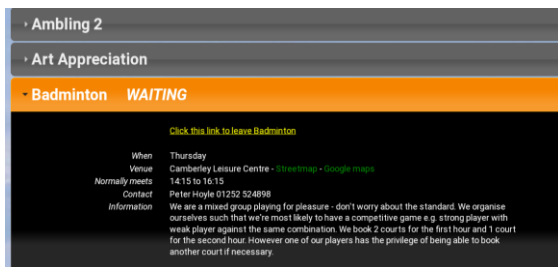 Ambling 2
Art Appreciation
Badminton WAITING
Click this link to leave Badminton
When Thursday
Venue Camberley Leisure Centre - Streetmap - Google maps
Normally meets 14:15 to 16:15
Contact Peter Hoyle 01252 524898
Information We are a mixed group playing for pleasure - don't worry about the standard. We organise
ourselves such that we're most likely to have a competitive game e.g. strong player with
weak player against the same combination. We book 2 courts for the first hour and 1 court
for the second hour. However one of our players has the privilege of being able to book
another court if necessary.